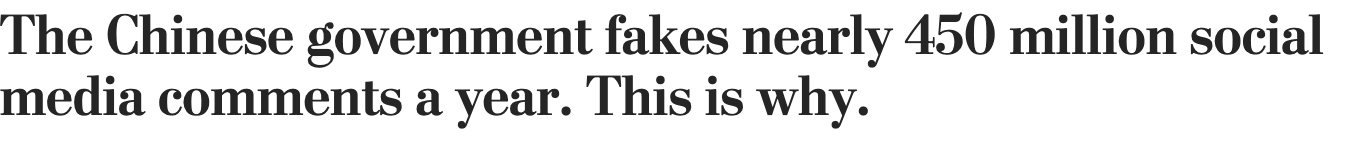 The Chinese government fakes nearly 450 million social
media comments a year. This is why.